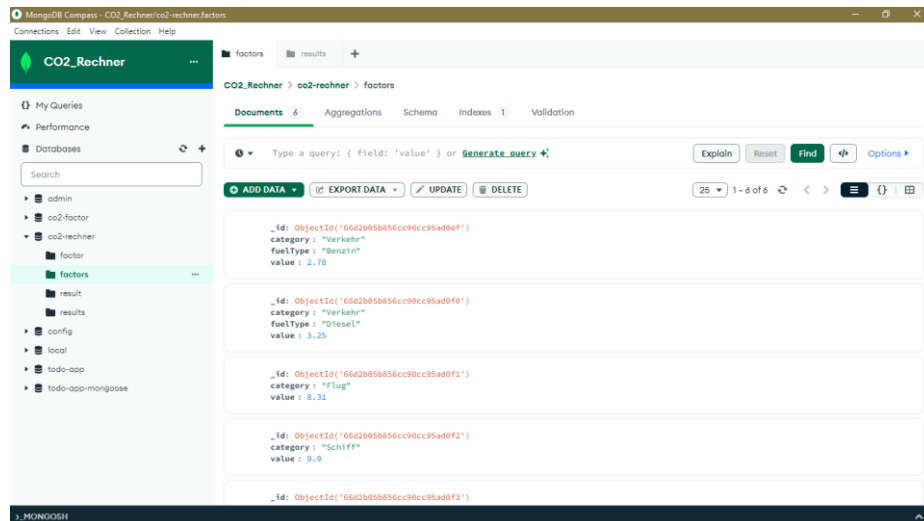 MongoDB Compass - CO2_Rechner/co2-rechner.factors
Connections Edit View Collection Help
CO2_Rechner
My Queries
Performance
Databases
Search
admin
co2-factor
co2-rechner
factor
factors
result
results
config
local
todo-app
todo-app-mongoose
factors results
CO2_Rechner > co2-rechner > factors
Documents 6 Aggregations Schema Indexes 1 Validation
Type a query: { field: 'value' } or Generate query
Explain Reset Find </> Options
ADD DATA EXPORT DATA UPDATE DELETE 25 1 - 6 of 6
_id: ObjectId('66d2b05b856cc90cc95ad0ef')
category : "Verkehr"
fuelType : "Benzin"
value : 2.78
_id: ObjectId('66d2b05b856cc90cc95ad0f0')
category : "Verkehr"
fuelType : "Diesel"
value : 3.25
_id: ObjectId('66d2b05b856cc90cc95ad0f1')
category : "Flug"
value : 8.31
_id: ObjectId('66d2b05b856cc90cc95ad0f2')
category : "Schiff"
value : 9.9
_id: ObjectId('66d2b05b856cc90cc95ad0f3')
>_MONGOSH